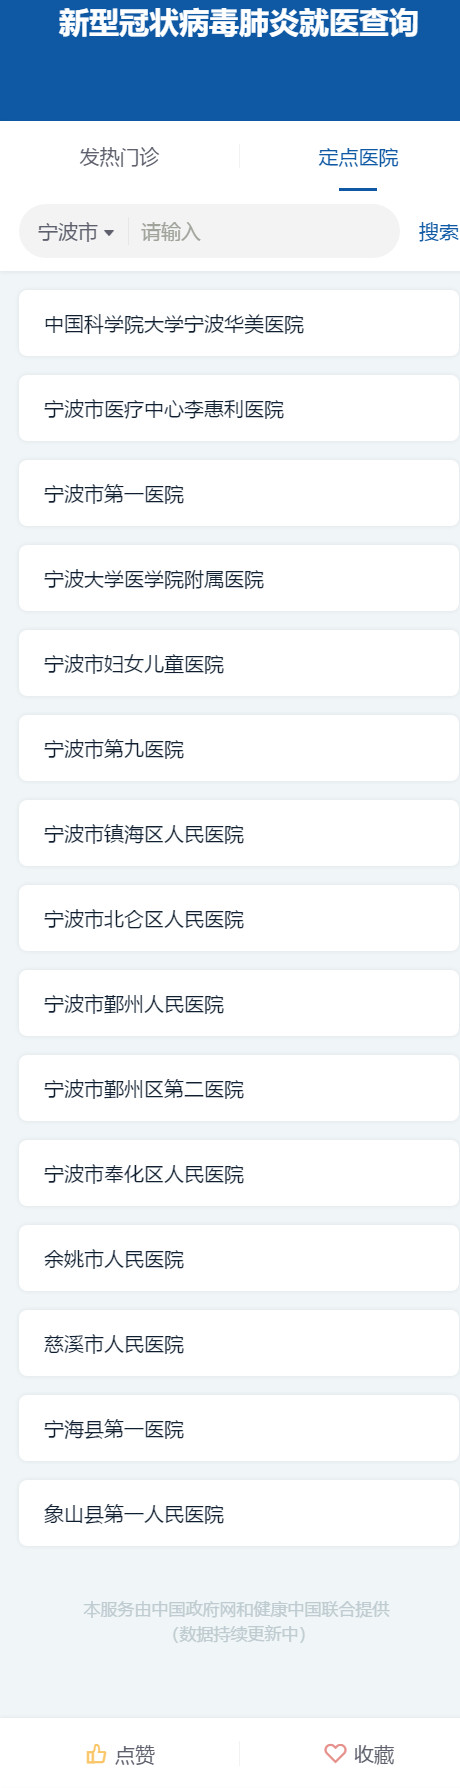 新型冠状病毒肺炎就医查询
发热门诊
定点医院
宁波市
请输入
搜索
中国科学院大学宁波华美医院
宁波市医疗中心李惠利医院
宁波市第一医院
宁波大学医学院附属医院
宁波市妇女儿童医院
宁波市第九医院
宁波市镇海区人民医院
宁波市北仑区人民医院
宁波市鄞州人民医院
宁波市鄞州区第二医院
宁波市奉化区人民医院
余姚市人民医院
慈溪市人民医院
宁海县第一医院
象山县第一人民医院
本服务由中国政府网和健康中国联合提供
(数据持续更新中)
点赞
收藏